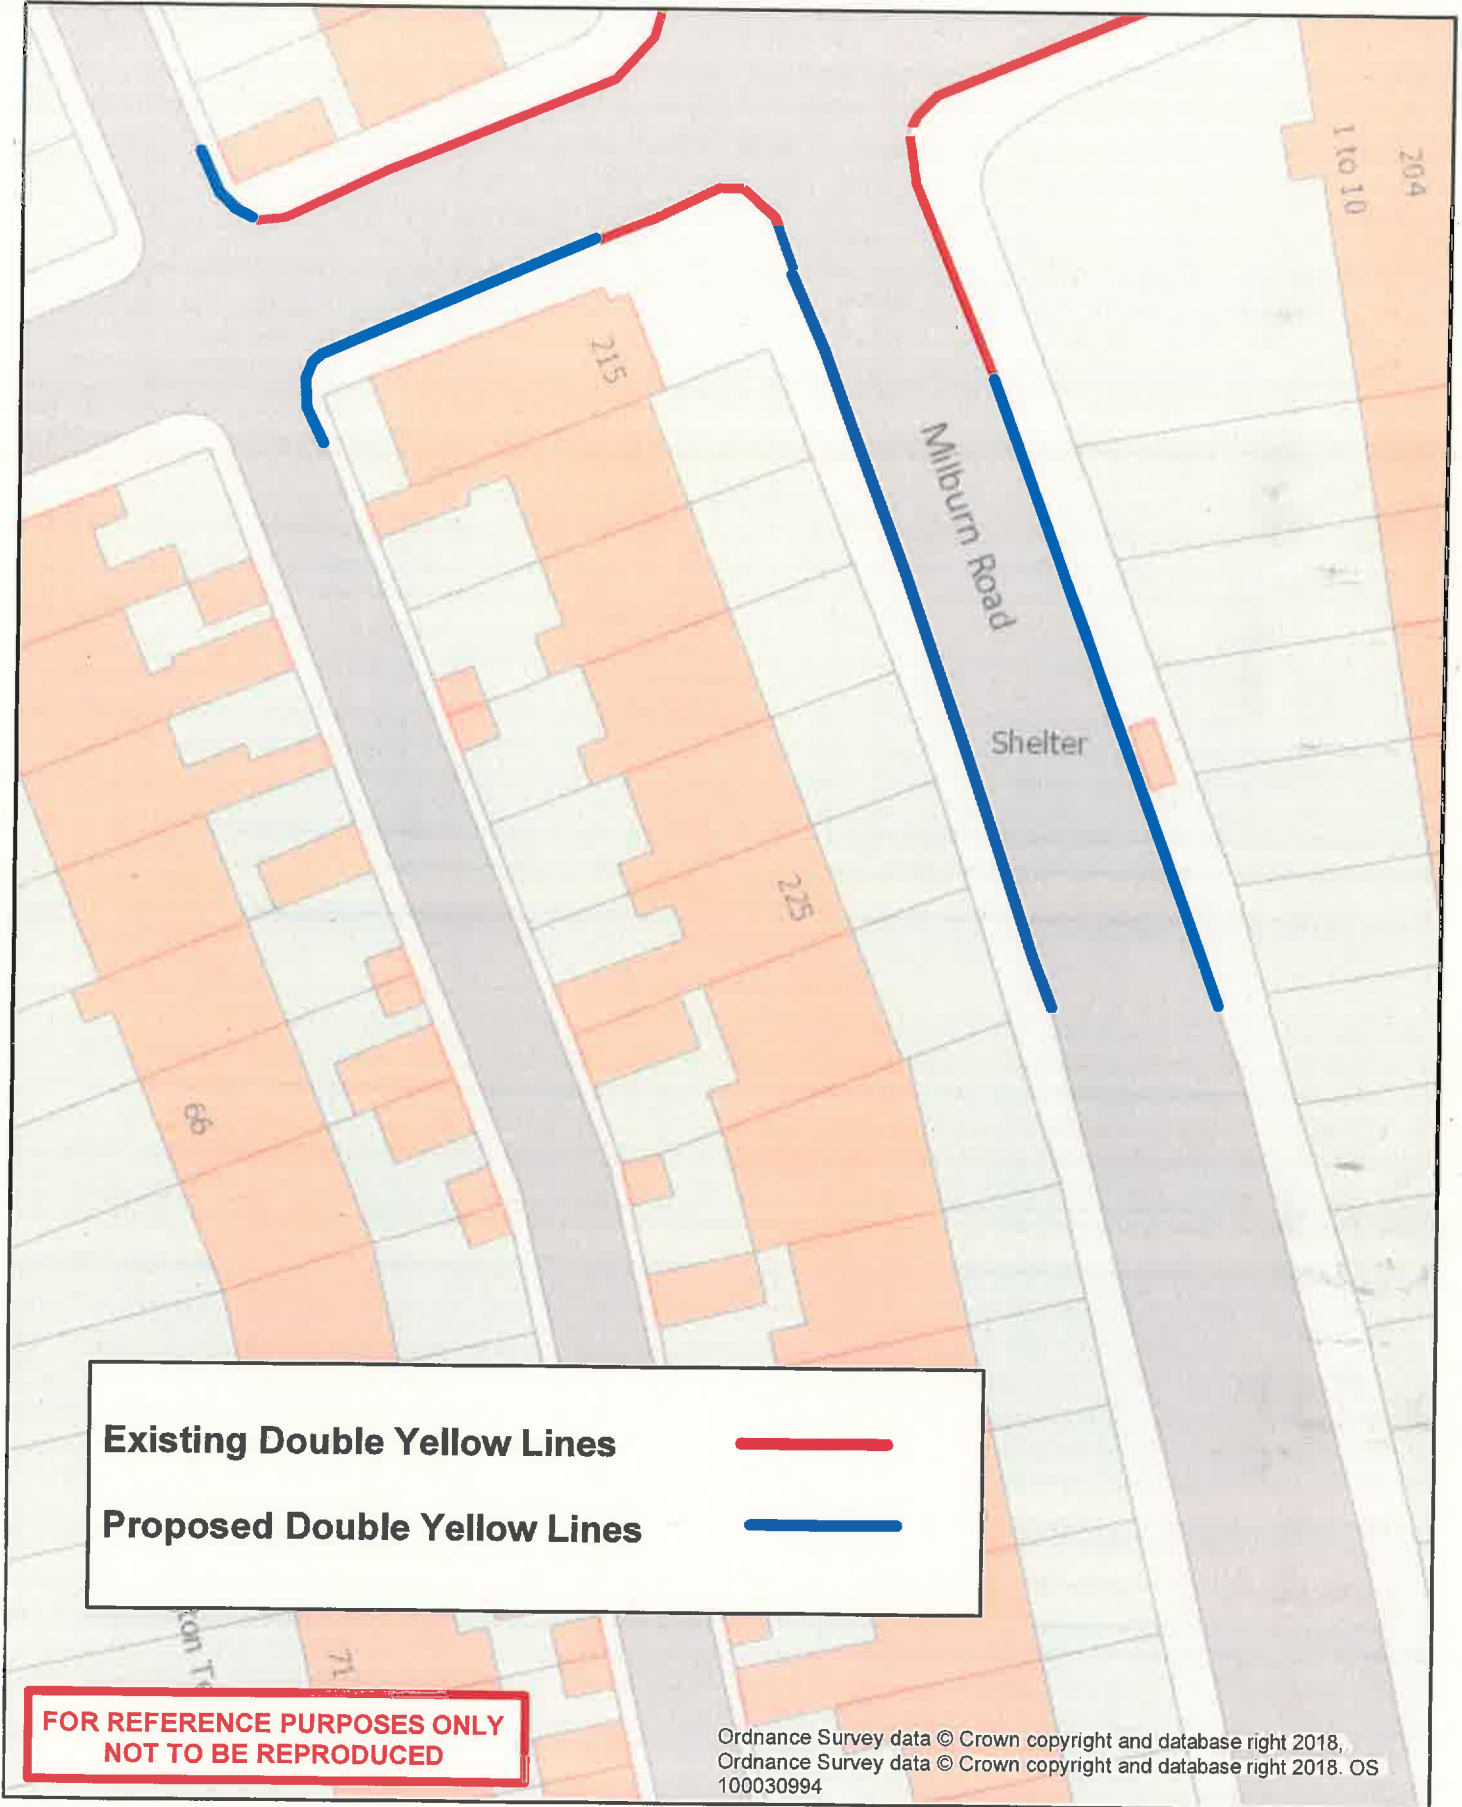 204
1 to 10
215
Milburn Road
Shelter
225
66
Existing Double Yellow Lines
Proposed Double Yellow Lines
71
FOR REFERENCE PURPOSES ONLY
NOT TO BE REPRODUCED
Ordnance Survey data © Crown copyright and database right 2018,
Ordnance Survey data © Crown copyright and database right 2018. OS
100030994